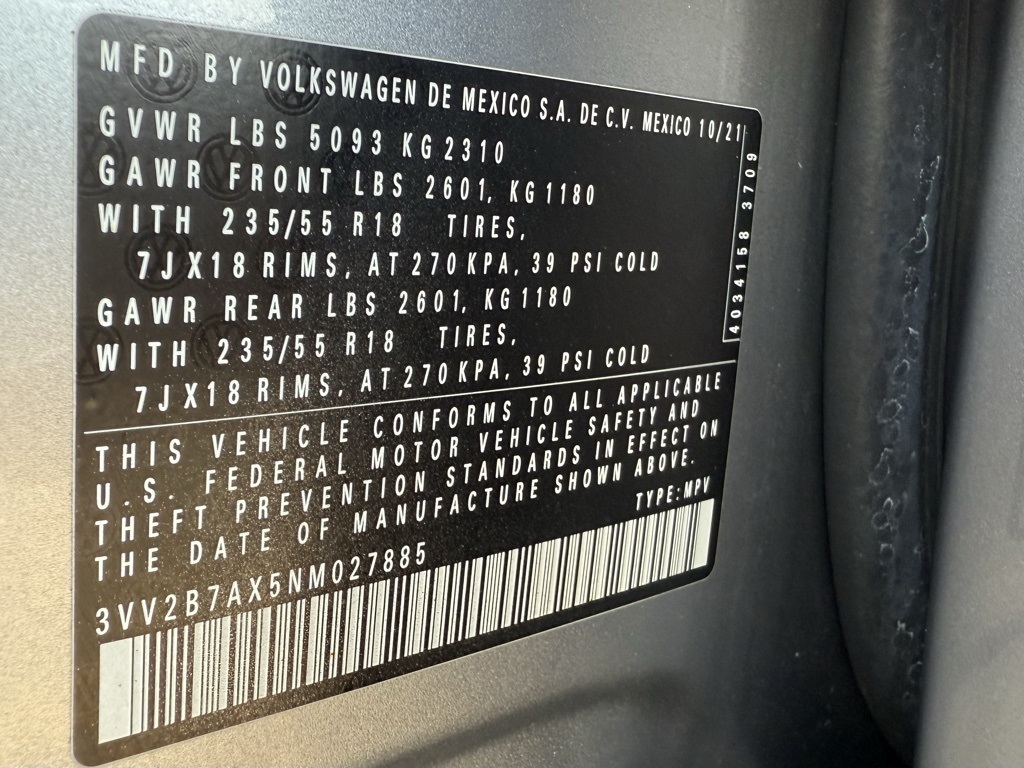 MFD BY VOLKSWAGEN DE MEXICO S.A. DE C.V. MEXICO 10/21
GVWR LBS 5093 KG 2310
GAWR FRONT LBS 2601, KG 1180
WITH 235/55 R18 TIRES,
7JX18 RIMS, AT 270 KPA, 39 PSI COLD
GAWR REAR LBS 2601, KG 1180
WITH 235/55 R18 TIRES,
7JX18 RIMS, AT 270 KPA, 39 PSI COLD
4034158 3709
THIS VEHICLE CONFORMS TO ALL APPLICABLE
U.S. FEDERAL MOTOR VEHICLE SAFETY AND
THEFT PREVENTION STANDARDS IN EFFECT ON
THE DATE OF MANUFACTURE SHOWN ABOVE.
TYPE: MPV
3VV2B7AX5NM027885